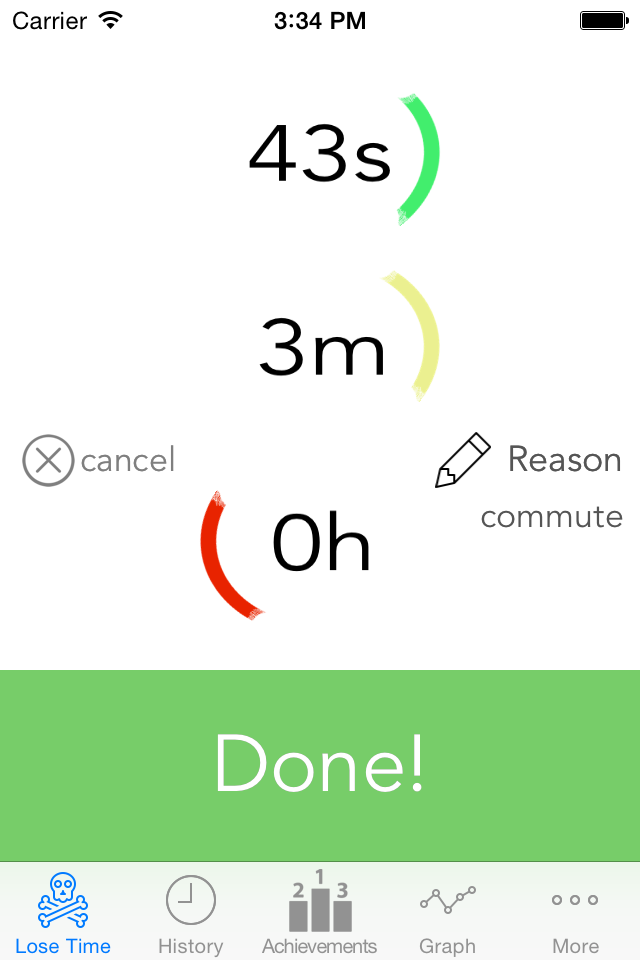 Carrier 3:34 PM
43s
3m
cancel
Reason
commute
0h
Done!
2 1 3
Lose Time History Achievements Graph More